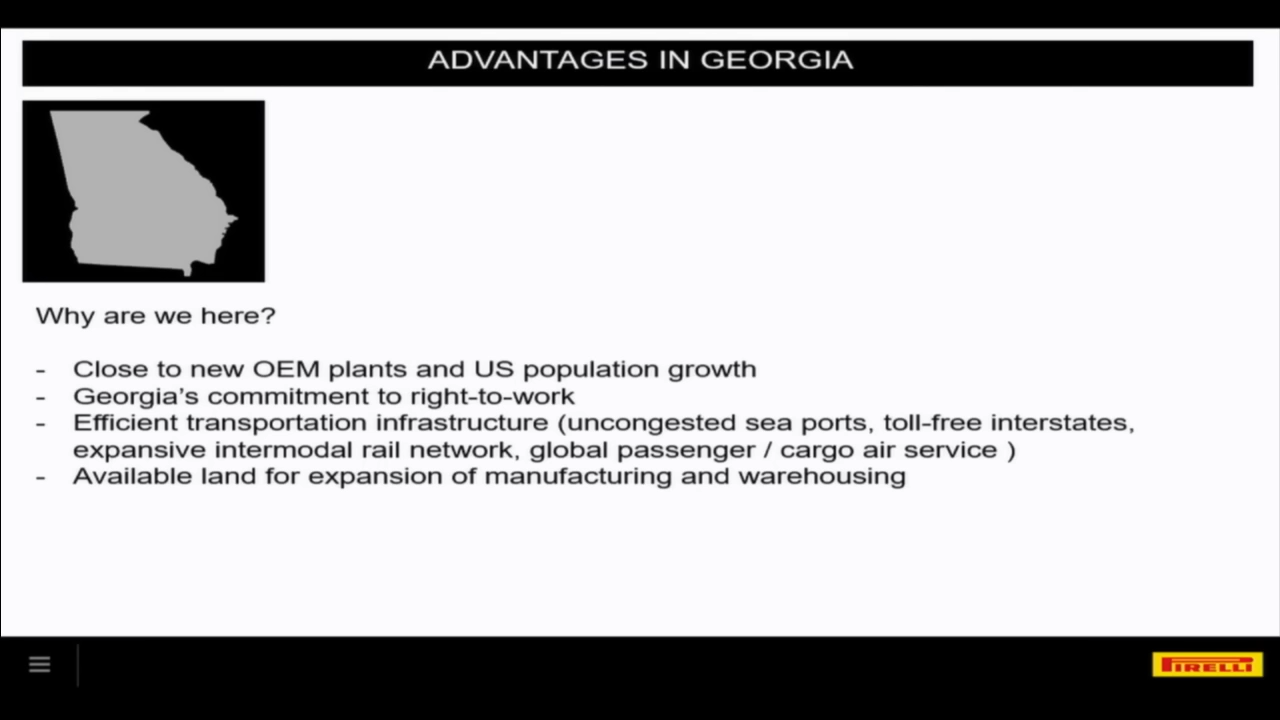 ADVANTAGES IN GEORGIA
Why are we here?
- Close to new OEM plants and US population growth
- Georgia's commitment to right-to-work
- Efficient transportation infrastructure (uncongested sea ports, toll-free interstates,
expansive intermodal rail network, global passenger / cargo air service )
- Available land for expansion of manufacturing and warehousing
PIRELLI